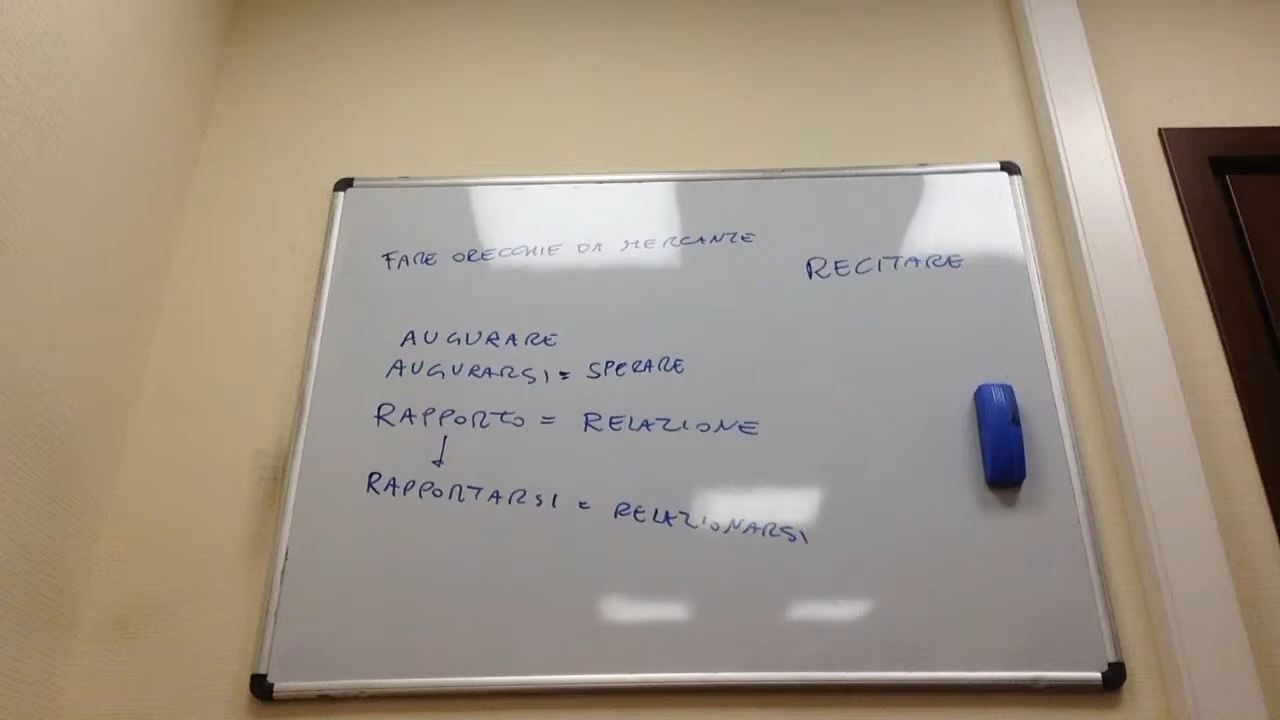 FARE ORECCHIE DA MERCANTE
RECITARE
AUGURARE
AUGURARSI = SPERARE
RAPPORTO = RELAZIONE
↓
RAPPORTARSI = RELAZIONARSI